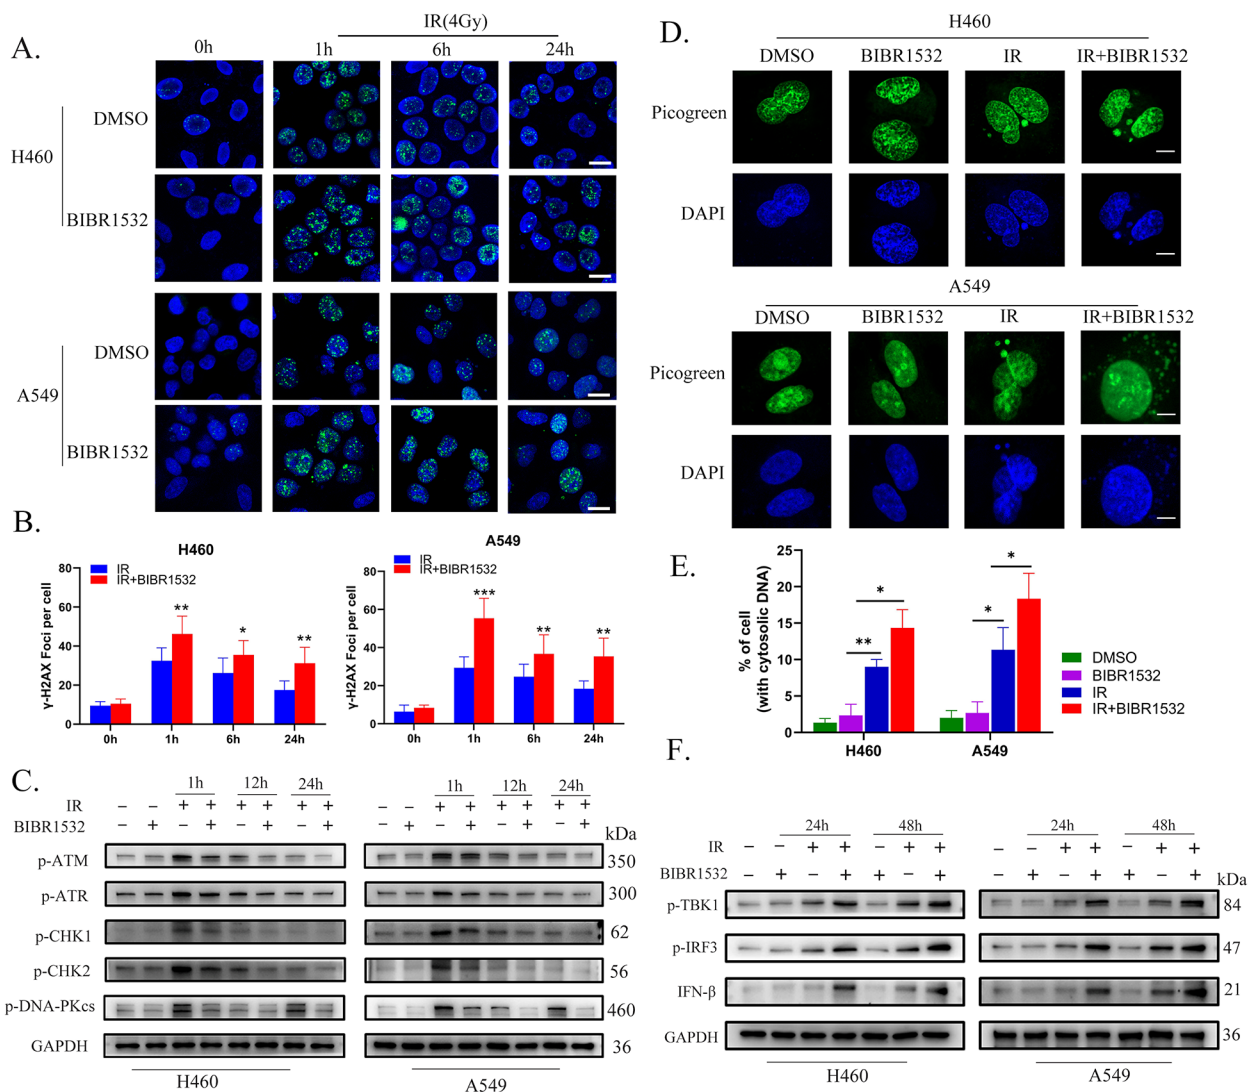 A.
IR(4Gy)
0h 1h 6h 24h
H460
DMSO
BIBR1532
A549
DMSO
BIBR1532
B.
H460
IR
IR+BIBR1532
γ-H2AX Foci per cell
80
60
40
20
0
** * **
0h 1h 6h 24h
A549
IR
IR+BIBR1532
γ-H2AX Foci per cell
80
60
40
20
0
*** ** **
0h 1h 6h 24h
C.
1h 12h 24h 1h 12h 24h
IR − − + + + + + + − − + + + + + +
BIBR1532 − + − + − + − + − + − + − + − +
kDa
p-ATM 350
p-ATR 300
p-CHK1 62
p-CHK2 56
p-DNA-PKcs 460
GAPDH 36
H460 A549
D.
H460
DMSO BIBR1532 IR IR+BIBR1532
Picogreen
DAPI
A549
DMSO BIBR1532 IR IR+BIBR1532
Picogreen
DAPI
E.
% of cell
(with cytosolic DNA)
25
20
15
10
5
0
** * * *
H460 A549
DMSO
BIBR1532
IR
IR+BIBR1532
F.
24h 48h 24h 48h
IR − − + + − + + − − + + − + +
BIBR1532 − + − + + − + − + − + + − +
kDa
p-TBK1 84
p-IRF3 47
IFN-β 21
GAPDH 36
H460 A549